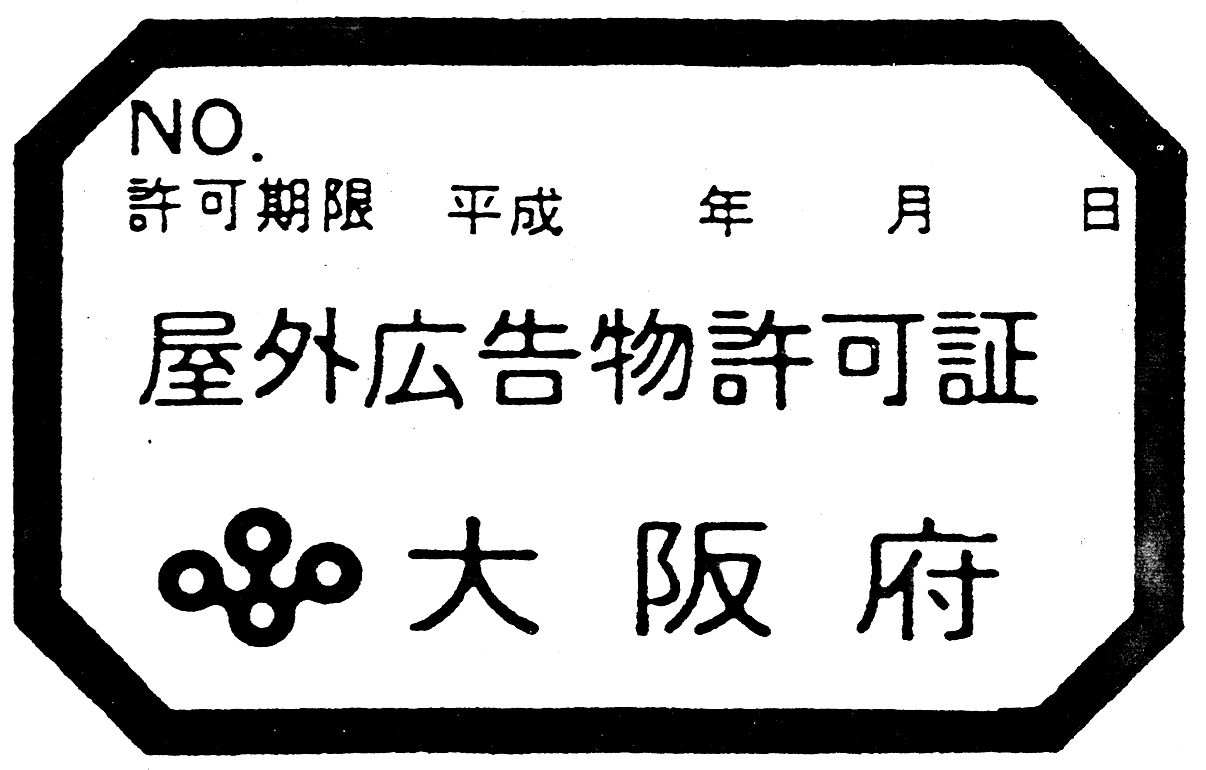 NO.
許可期限 平成 年 月 日
屋外広告物許可証
大阪府